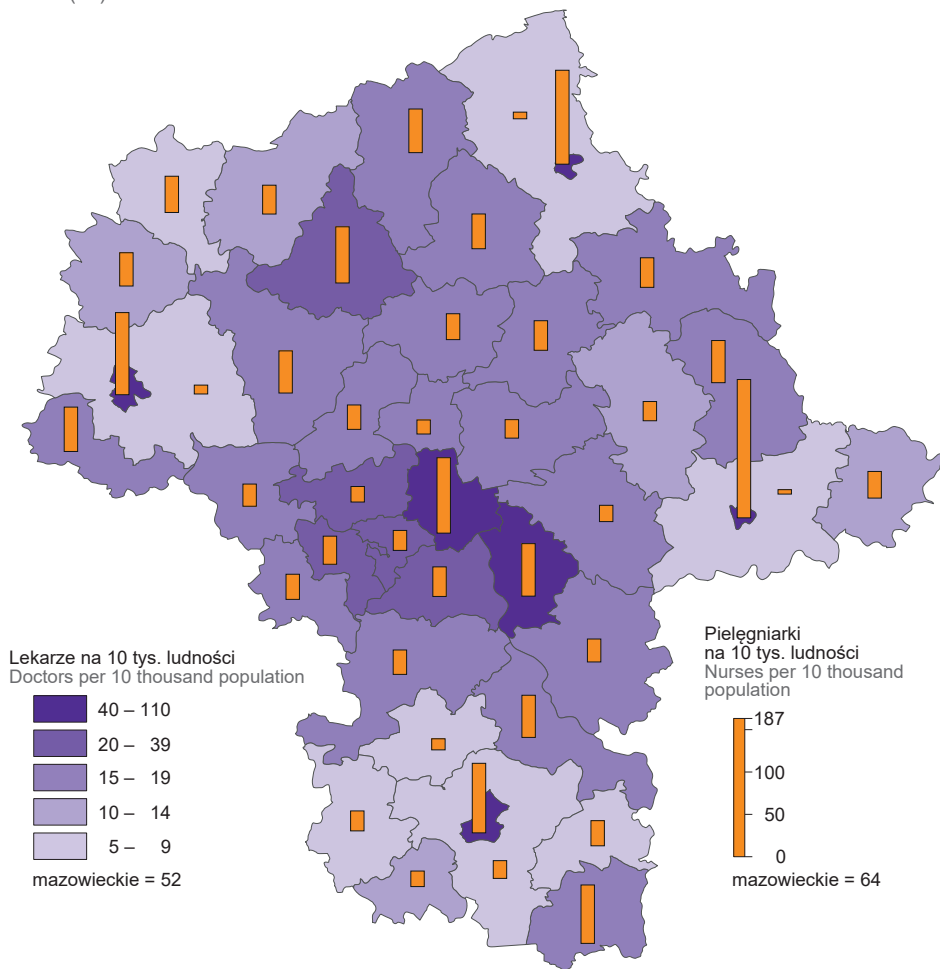 Lekarze na 10 tys. ludności
Doctors per 10 thousand population
40 – 110
20 – 39
15 – 19
10 – 14
5 – 9
mazowieckie = 52
Pielęgniarki
na 10 tys. ludności
Nurses per 10 thousand
population
187
100
50
0
mazowieckie = 64